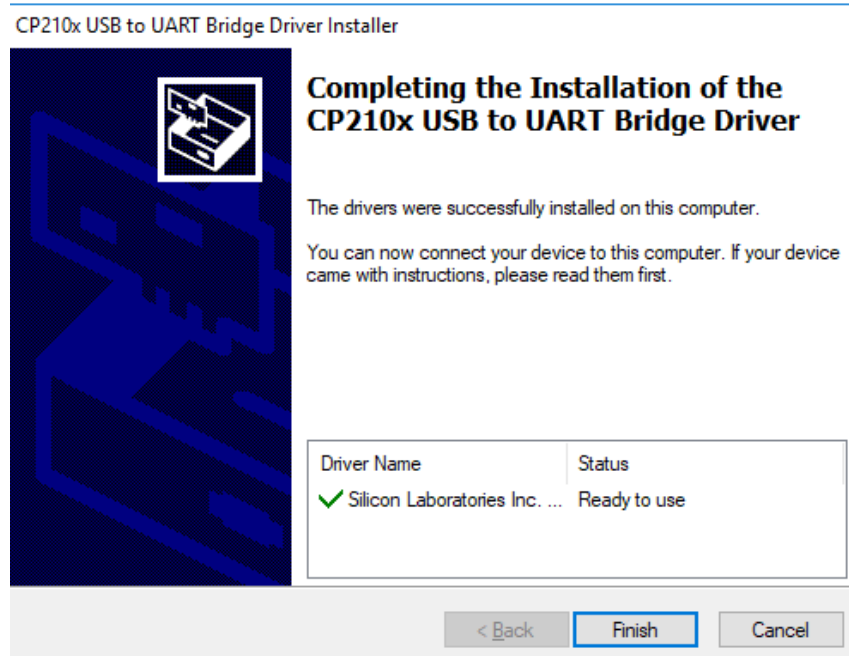 CP210x USB to UART Bridge Driver Installer
Completing the Installation of the
CP210x USB to UART Bridge Driver
The drivers were successfully installed on this computer.
You can now connect your device to this computer. If your device
came with instructions, please read them first.
Driver Name Status
Silicon Laboratories Inc. ... Ready to use
< Back Finish Cancel